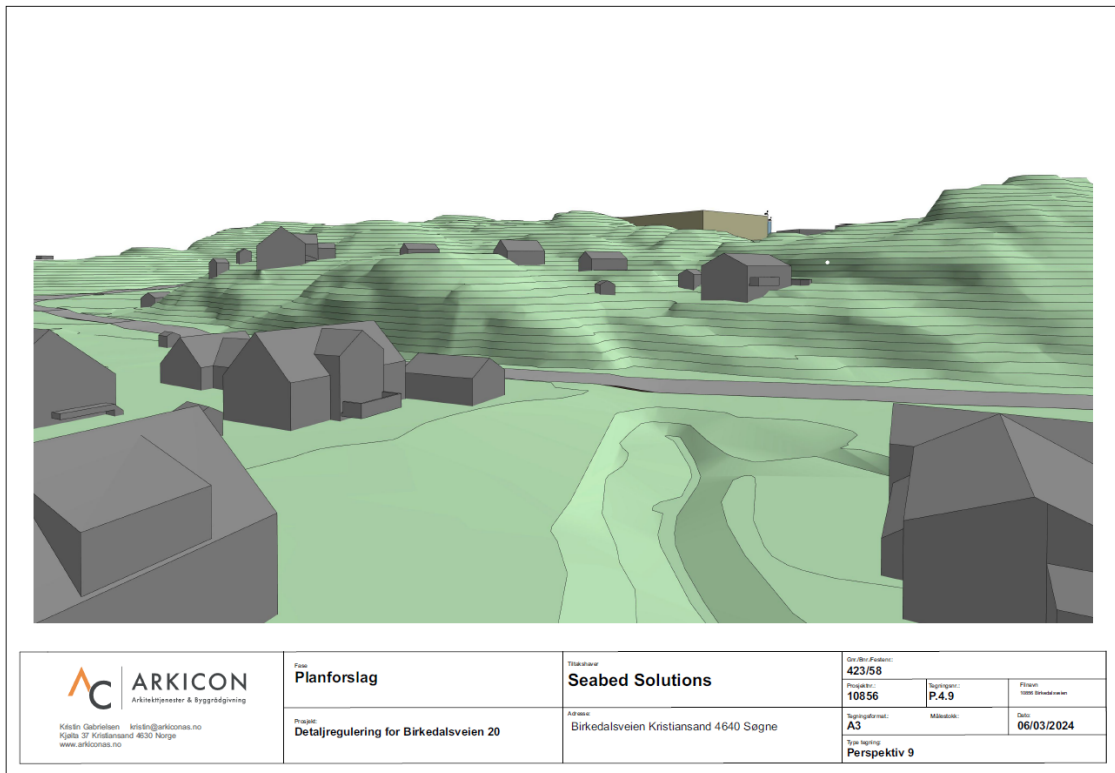 AC
ARKICON
Arkitekttjenester & Byggrådgivning
Kristin Gabrielsen kristin@arkiconas.no
Kjøita 37 Kristiansand 4630 Norge
www.arkiconas.no
Fase
Planforslag
Prosjekt:
Detaljregulering for Birkedalsveien 20
Tiltakshaver
Seabed Solutions
Adresse:
Birkedalsveien Kristiansand 4640 Søgne
Gnr./Bnr./Festenr.:
423/58
Prosjektnr.:
10856
Tegningsnr.:
P.4.9
Filnavn
10856 Birkedalsveien
Tegningsformat.:
A3
Målestokk:
Dato:
06/03/2024
Type tegning:
Perspektiv 9